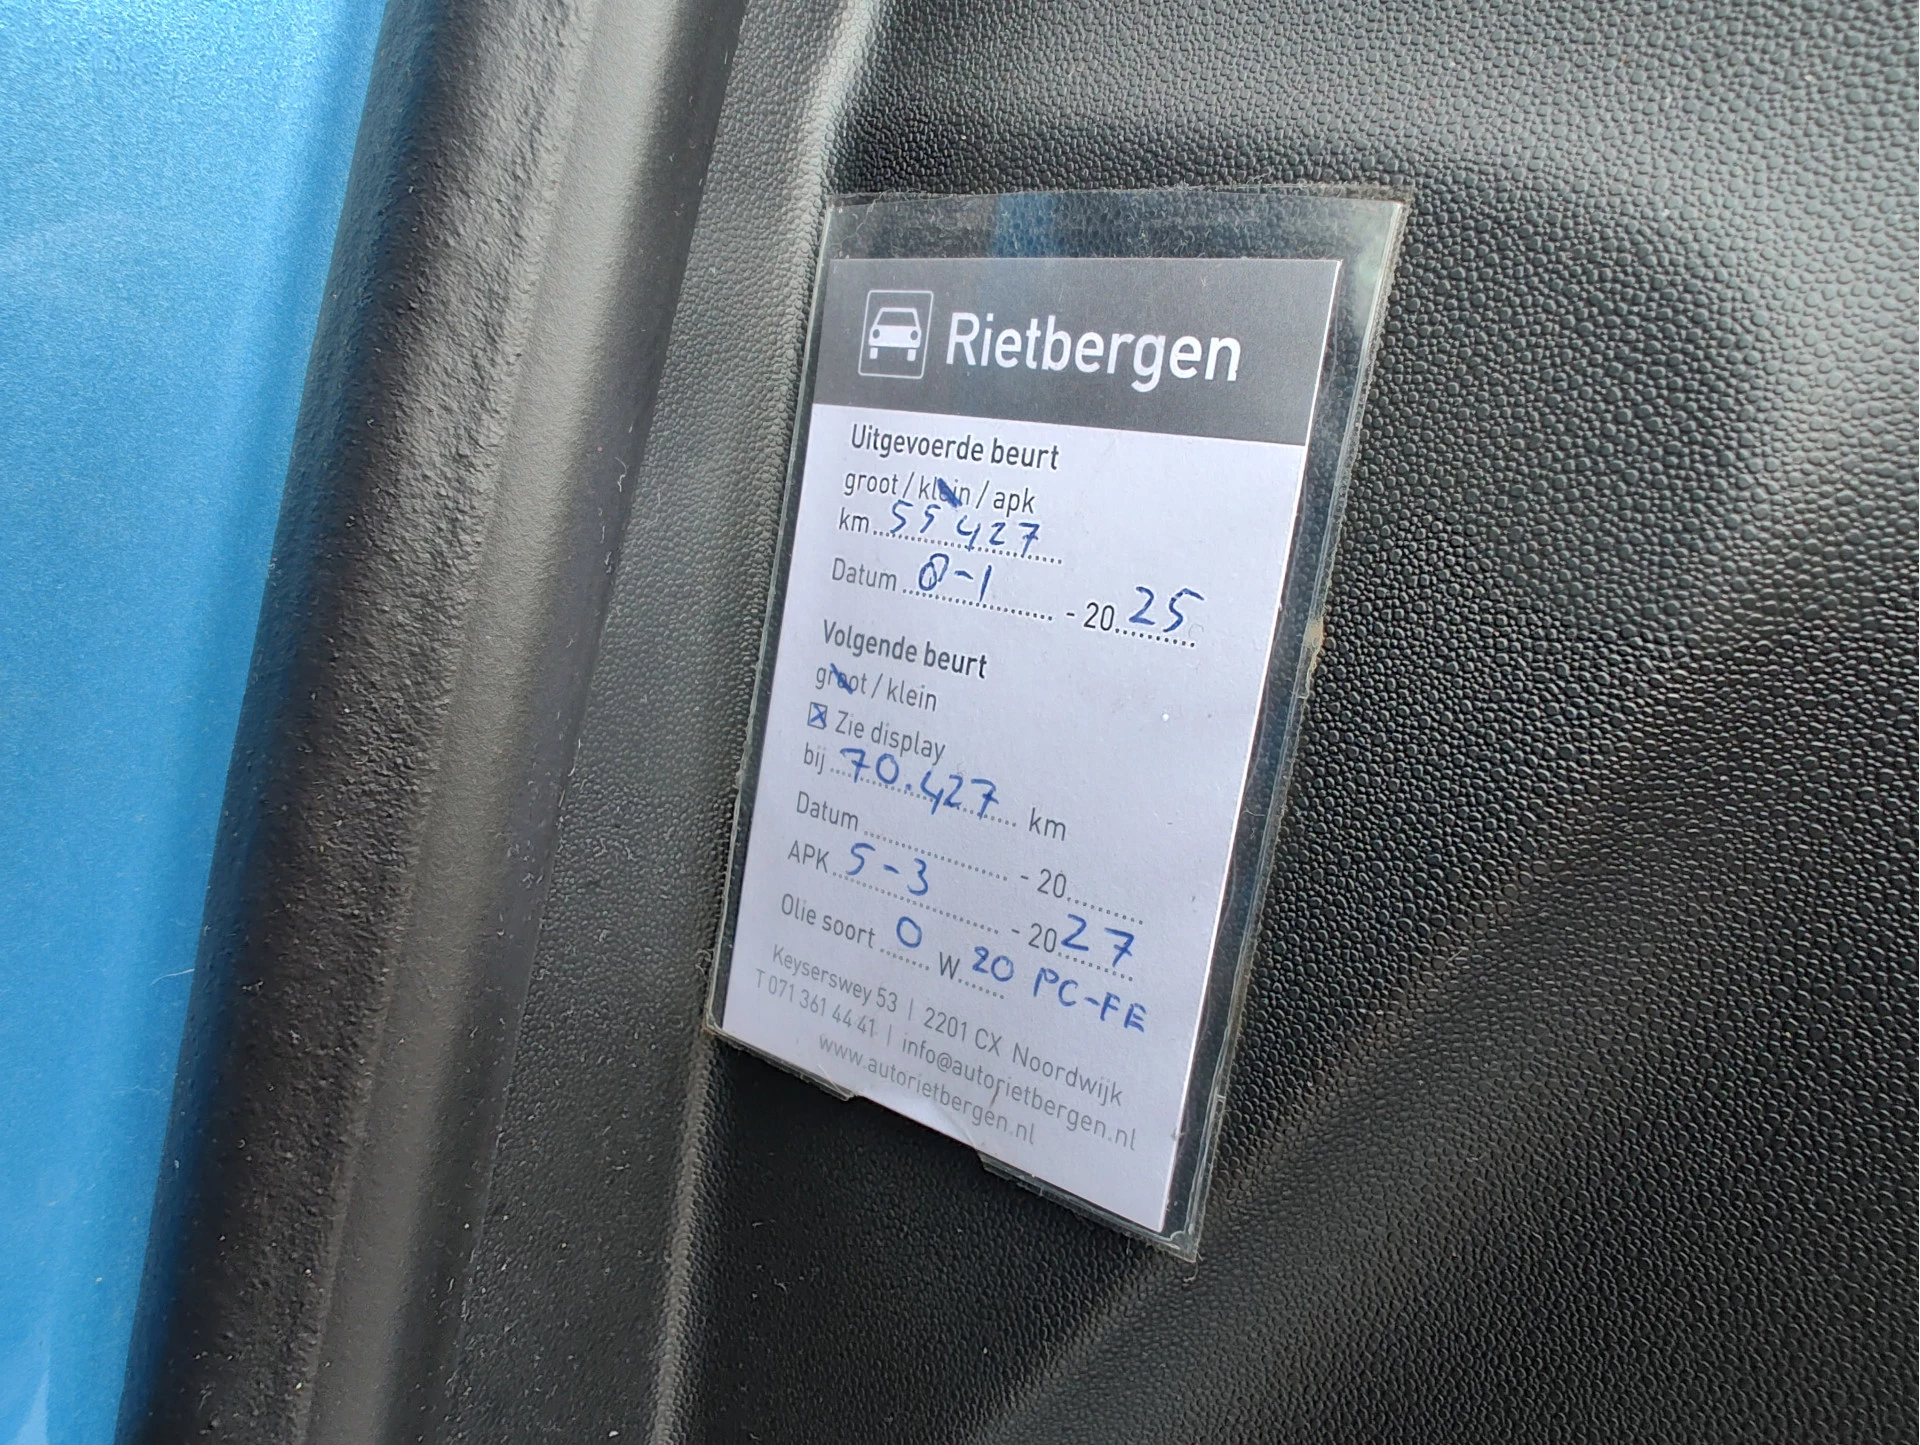 Rietbergen
Uitgevoerde beurt
groot / klein / apk
km 55427
Datum 8-1 - 20 25
Volgende beurt
groot / klein
Zie display
bij 70.427 km
Datum - 20
APK 5-3 - 20 27
Olie soort 0 W 20 PC-FE
Keyserswey 53 | 2201 CX Noordwijk
T 071 361 44 41 | info@autorietbergen.nl
www.autorietbergen.nl